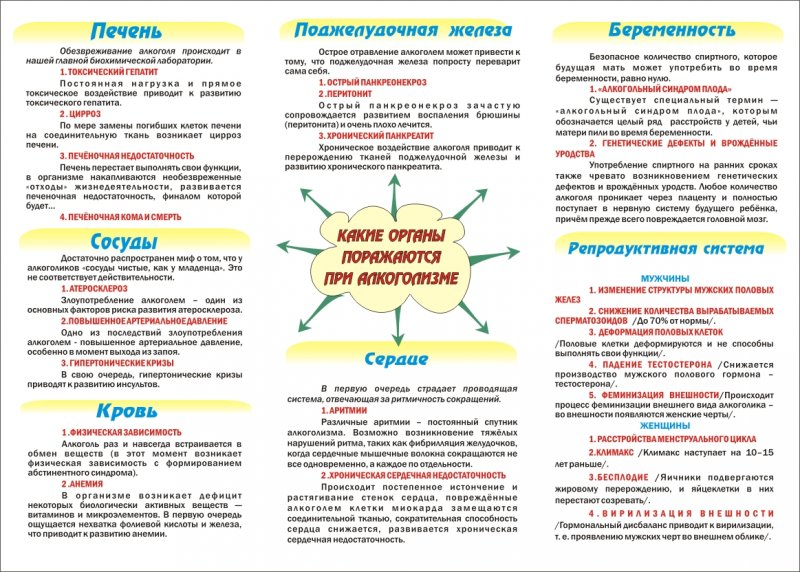 Печень
Обезвреживание алкоголя происходит в
нашей главной биохимической лаборатории.
1. ТОКСИЧЕСКИЙ ГЕПАТИТ
Постоянная нагрузка и прямое
токсическое воздействие приводит к развитию
токсического гепатита.
2. ЦИРРОЗ
По мере замены погибших клеток печени
на соединительную ткань возникает цирроз
печени.
3. ПЕЧЁНОЧНАЯ НЕДОСТАТОЧНОСТЬ
Печень перестает выполнять свои функции,
в организме накапливаются необезвреженные
«отходы» жизнедеятельности, развивается
печеночная недостаточность, финалом которой
будет...
4. ПЕЧЁНОЧНАЯ КОМА И СМЕРТЬ
Сосуды
Достаточно распространен миф о том, что у
алкоголиков «сосуды чистые, как у младенца». Это
не соответствует действительности.
1. АТЕРОСКЛЕРОЗ
Злоупотребление алкоголем – один из
основных факторов риска развития атеросклероза.
2.ПОВЫШЕННОЕ АРТЕРИАЛЬНОЕ ДАВЛЕНИЕ
Одно из последствий злоупотребления
алкоголем - повышенное артериальное давление,
особенно в момент выхода из запоя.
3. ГИПЕРТОНИЧЕСКИЕ КРИЗЫ
В свою очередь, гипертонические кризы
приводят к развитию инсультов.
Кровь
1 .ФИЗИЧЕСКАЯ ЗАВИСИМОСТЬ
Алкоголь раз и навсегда встраивается в
обмен веществ (в этот момент возникает
физическая зависимость с формированием
абстинентного синдрома).
2 .АНЕМИЯ
В организме возникает дефицит
некоторых биологически активных веществ —
витаминов и микроэлементов. В первую очередь
ощущается нехватка фолиевой кислоты и железа,
что приводит к развитию анемии.
Поджелудочная железа
Острое отравление алкоголем может привести к
тому, что поджелудочная железа попросту переварит
сама себя.
1. ОСТРЫЙ ПАНКРЕОНЕКРОЗ
2 .ПЕРИТОНИТ
Острый панкреонекроз зачастую
сопровождается развитием воспаления брюшины
(перитонита) и очень плохо лечится.
3. ХРОНИЧЕСКИЙ ПАНКРЕАТИТ
Хроническое воздействие алкоголя приводит к
перерождению тканей поджелудочной железы и
развитию хронического панкреатита.
КАКИЕ ОРГАНЫ
ПОРАЖАЮТСЯ
ПРИ АЛКОГОЛИЗМЕ
Сердце
В первую очередь страдает проводящая
система, отвечающая за ритмичность сокращений.
1. АРИТМИИ
Различные аритмии – постоянный спутник
алкоголизма. Возможно возникновение тяжёлых
нарушений ритма, таких как фибрилляция желудочков,
когда сердечные мышечные волокна сокращаются не
все одновременно, а каждое по отдельности.
2 .ХРОНИЧЕСКАЯ СЕРДЕЧНАЯ НЕДОСТАТОЧНОСТЬ
Происходит постепенное истончение и
растягивание стенок сердца, повреждённые
алкоголем клетки миокарда замещаются
соединительной тканью, сократительная способность
сердца снижается, развивается хроническая
сердечная недостаточность.
Беременность
Безопасное количество спиртного, которое
будущая мать может употребить во время
беременности, равно нулю.
1. «АЛКОГОЛЬНЫЙ СИНДРОМ ПЛОДА»
Существует специальный термин —
«алкогольный синдром плода», которым
обозначается целый ряд расстройств у детей, чьи
матери пили во время беременности.
2. ГЕНЕТИЧЕСКИЕ ДЕФЕКТЫ И ВРОЖДЁННЫЕ
УРОДСТВА
Употребление спиртного на ранних сроках
также чревато возникновением генетических
дефектов и врождённых уродств. Любое количество
алкоголя проникает через плаценту и полностью
поступает в нервную систему будущего ребёнка,
причём прежде всего повреждается головной мозг.
Репродуктивная система
МУЖЧИНЫ
1. ИЗМЕНЕНИЕ СТРУКТУРЫ МУЖСКИХ ПОЛОВЫХ
ЖЕЛЕЗ
2. СНИЖЕНИЕ КОЛИЧЕСТВА ВЫРАБАТЫВАЕМЫХ
СПЕРМАТОЗОИДОВ /До 70% от нормы/.
3. ДЕФОРМАЦИЯ ПОЛОВЫХ КЛЕТОК
/Половые клетки деформируются и не способны
выполнять свои функции/.
4. ПАДЕНИЕ ТЕСТОСТЕРОНА /Снижается
производство мужского полового гормона –
тестостерона/.
5. ФЕМИНИЗАЦИЯ ВНЕШНОСТИ/Происходит
процесс феминизации внешнего вида алкоголика –
во внешности появляются женские черты/.
ЖЕНЩИНЫ
1. РАССТРОЙСТВА МЕНСТРУАЛЬНОГО ЦИКЛА
2.КЛИМАКС /Климакс наступает на 10–15
лет раньше/.
3.БЕСПЛОДИЕ /Яичники подвергаются
жировому перерождению, и яйцеклетки в них
перестают созревать/.
4 .ВИРИЛИЗАЦИЯ ВНЕШНОСТИ
/Гормональный дисбаланс приводит к вирилизации,
т. е. проявлению мужских черт во внешнем облике/.